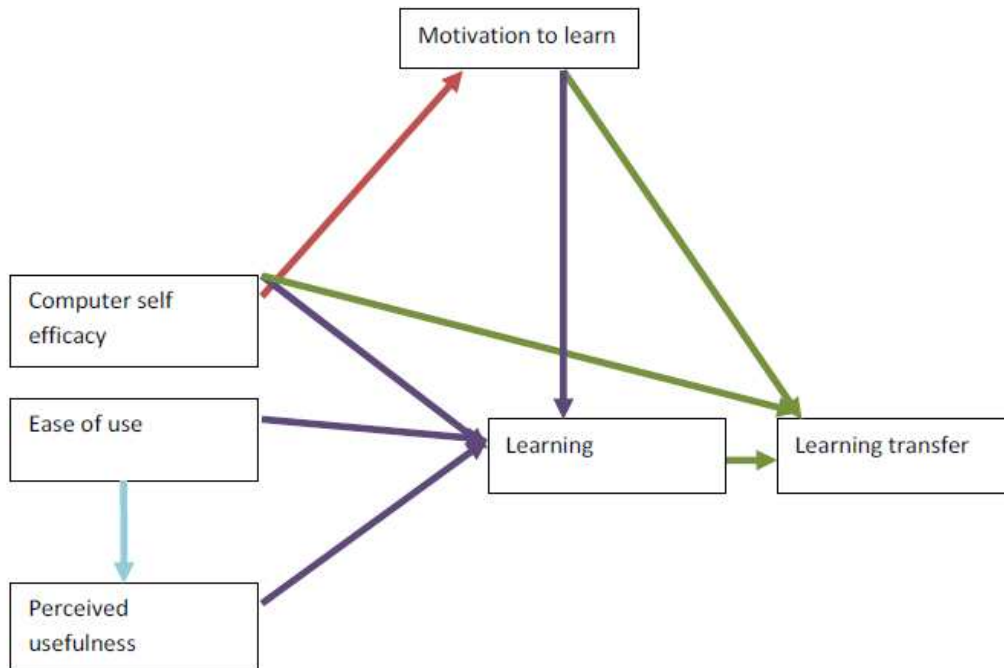 Motivation to learn
Computer self
efficacy
Ease of use
Learning
Learning transfer
Perceived
usefulness